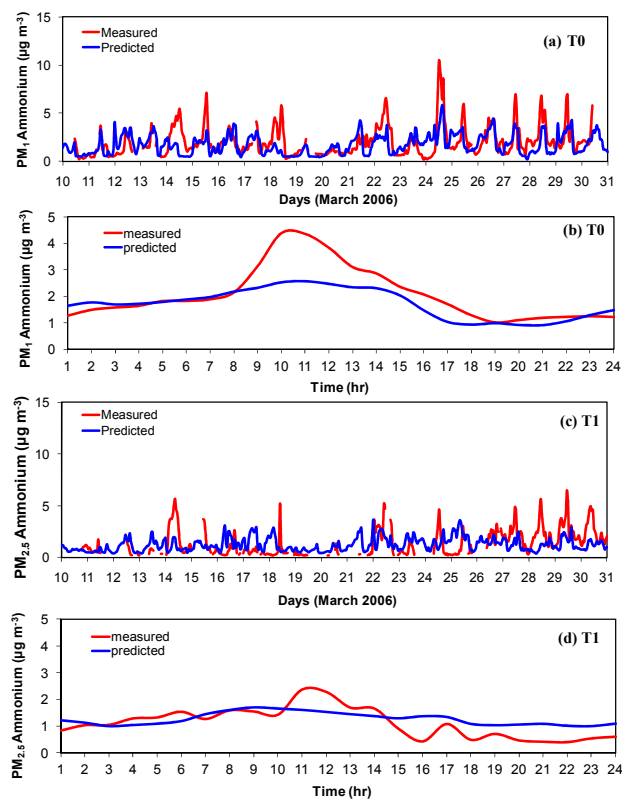 PM₁ Ammonium (µg m⁻³)
15
10
5
0
Measured
Predicted
(a) T0
10 11 12 13 14 15 16 17 18 19 20 21 22 23 24 25 26 27 28 29 30 31
Days (March 2006)
PM₁ Ammonium (µg m⁻³)
5
4
3
2
1
0
measured
predicted
(b) T0
1 2 3 4 5 6 7 8 9 10 11 12 13 14 15 16 17 18 19 20 21 22 23 24
Time (hr)
PM₂.₅ Ammonium (µg m⁻³)
15
10
5
0
Measured
Predicted
(c) T1
10 11 12 13 14 15 16 17 18 19 20 21 22 23 24 25 26 27 28 29 30 31
Days (March 2006)
PM₂.₅ Ammonium (µg m⁻³)
5
4
3
2
1
0
measured
predicted
(d) T1
1 2 3 4 5 6 7 8 9 10 11 12 13 14 15 16 17 18 19 20 21 22 23 24
Time (hr)